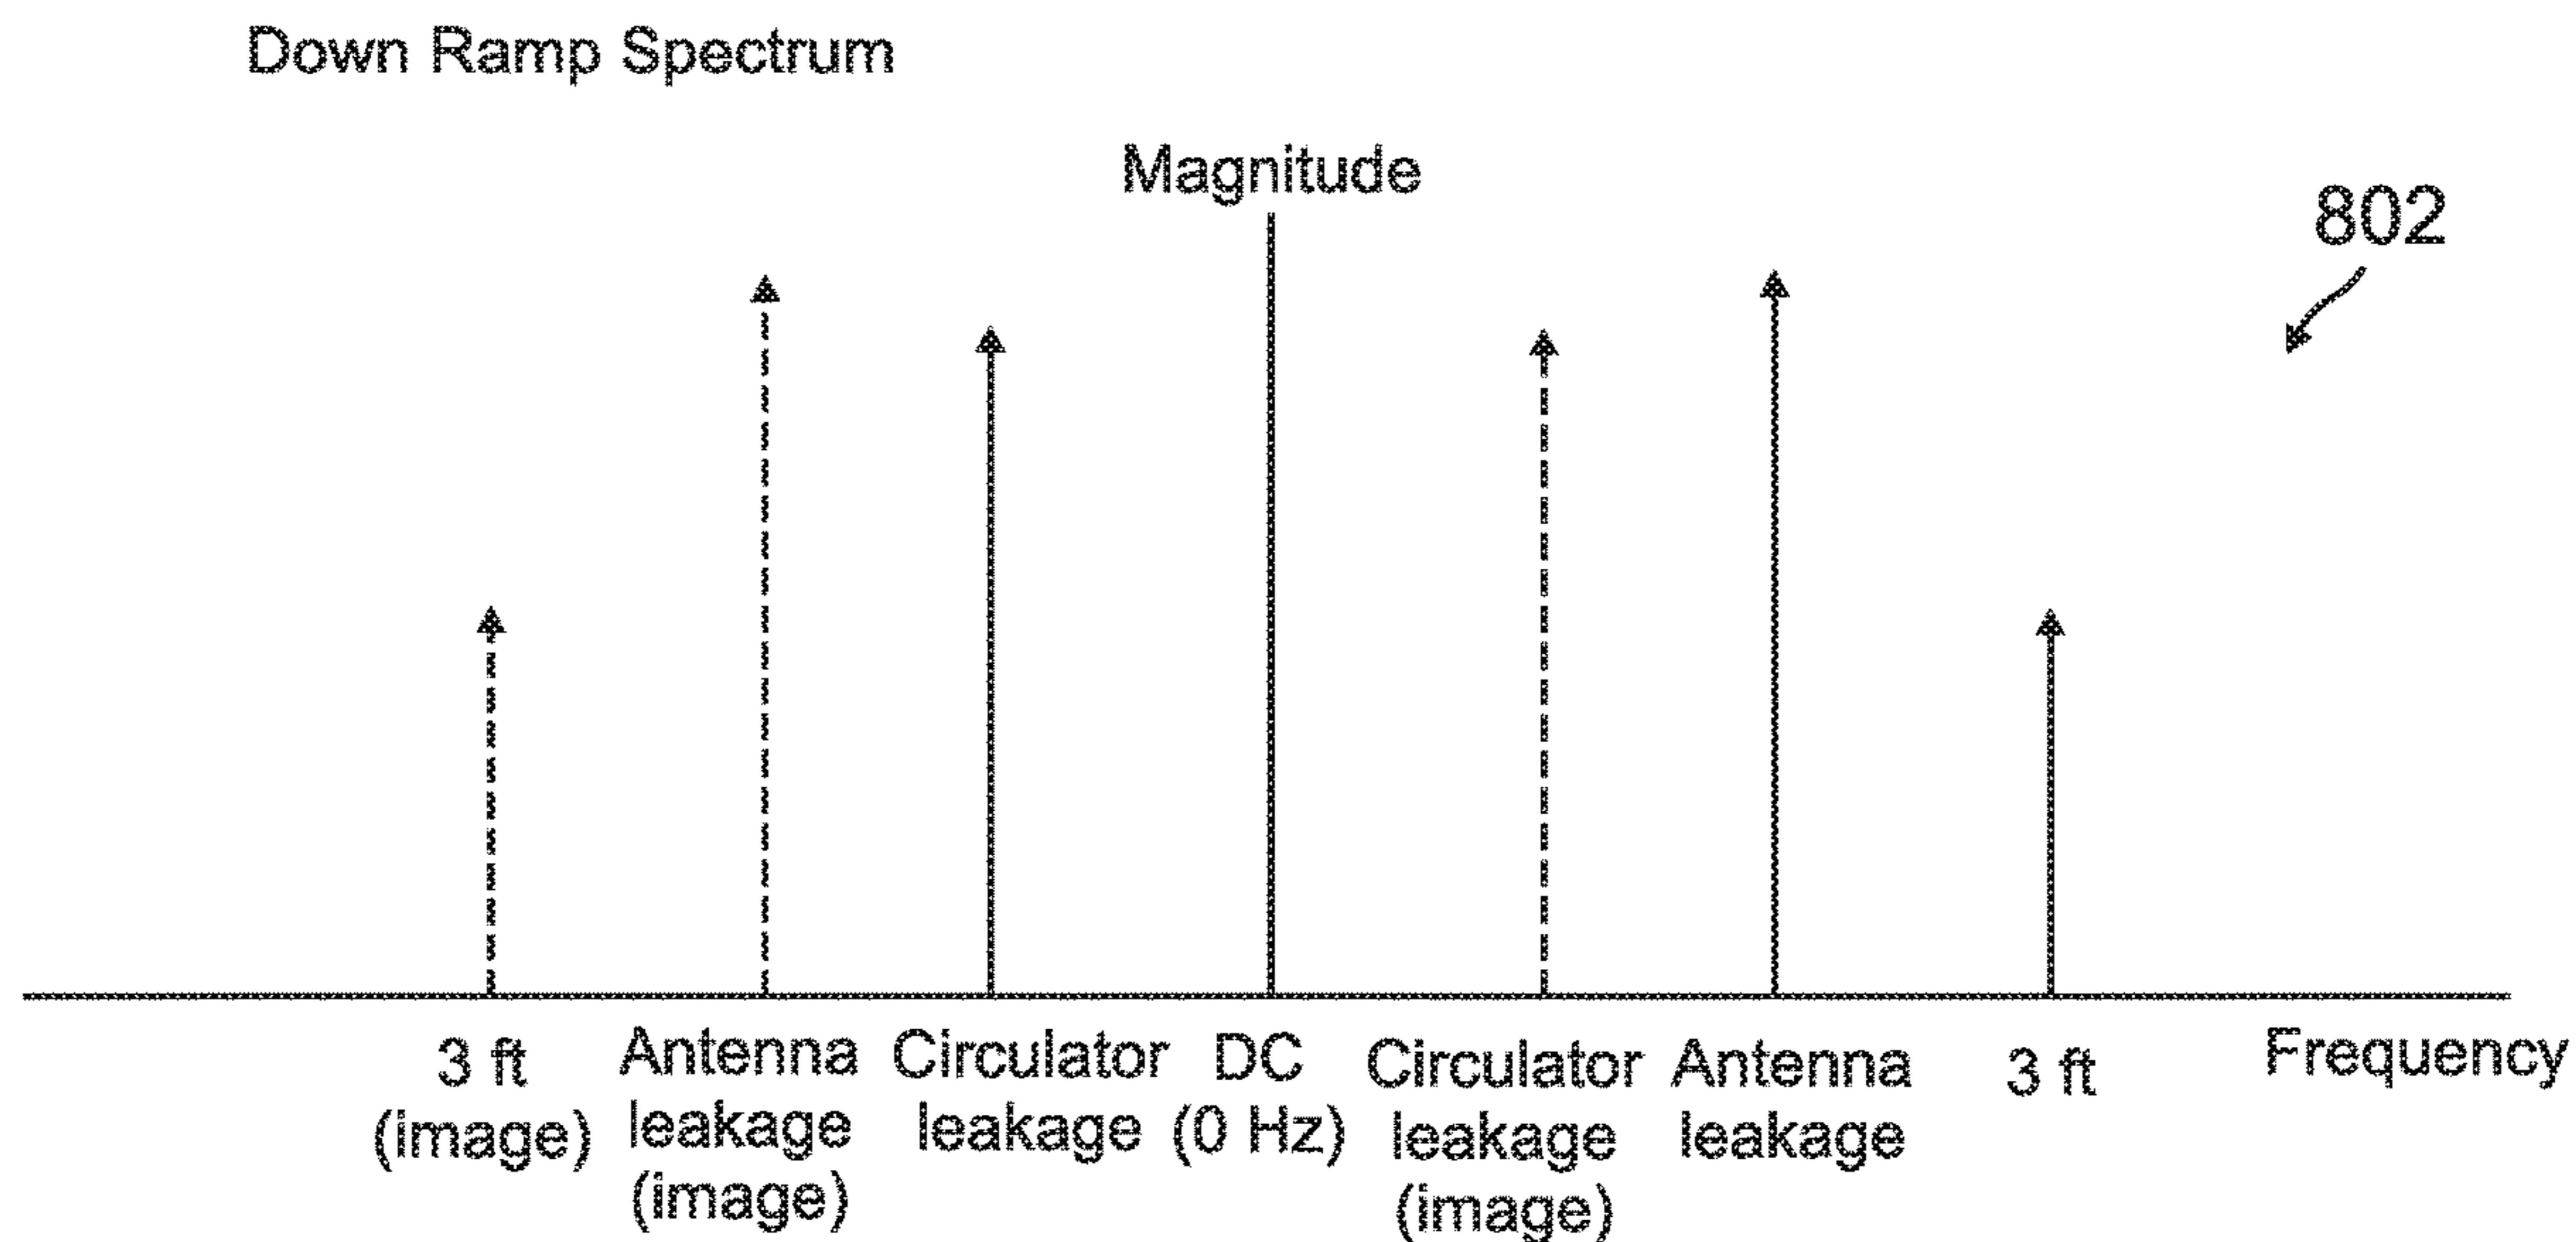 Down Ramp Spectrum
Magnitude
802
3 ft
(image)
Antenna
leakage
(image)
Circulator
leakage
DC
(0 Hz)
Circulator
leakage
(image)
Antenna
leakage
3 ft
Frequency